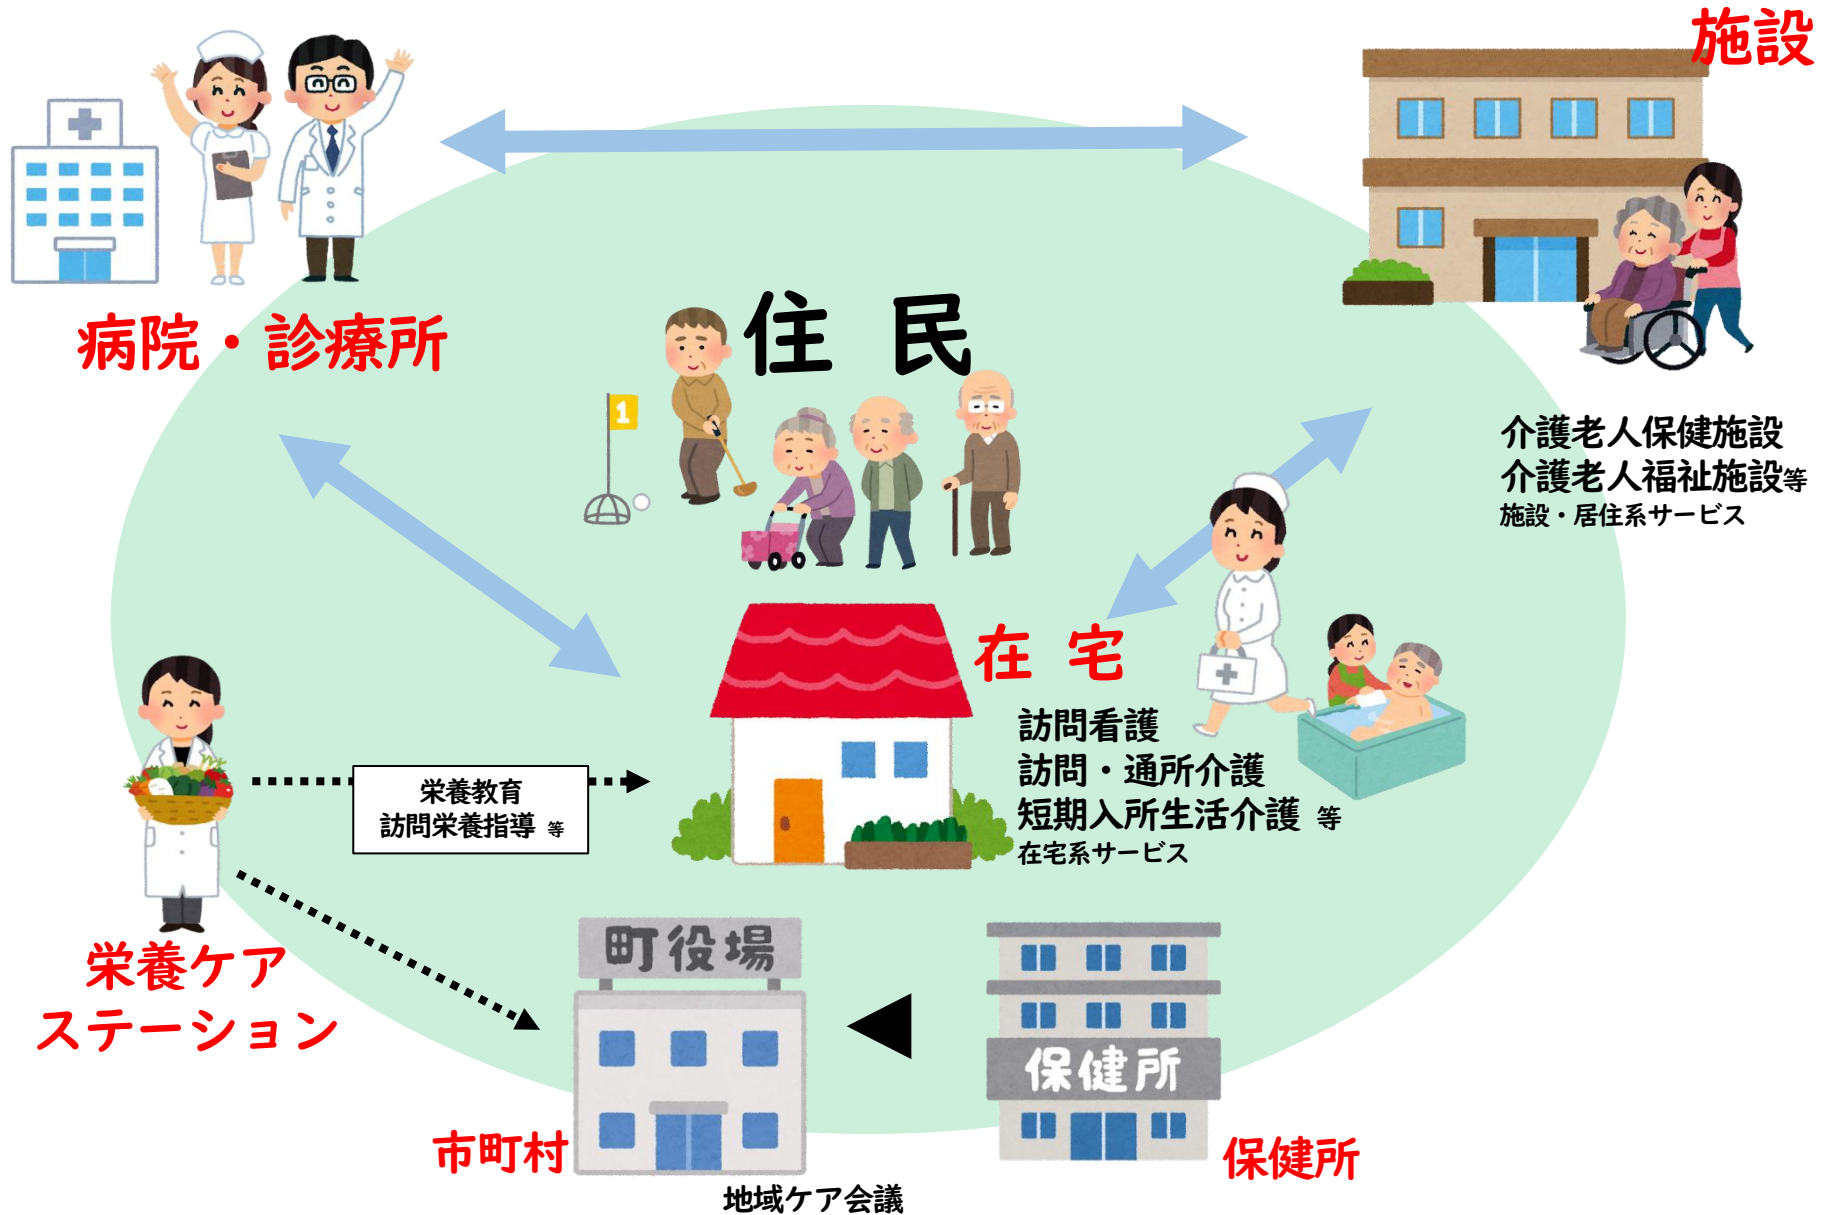 施設
病院・診療所
住 民
1
介護老人保健施設
介護老人福祉施設等
施設・居住系サービス
在 宅
訪問看護
訪問・通所介護
短期入所生活介護 等
在宅系サービス
栄養教育
訪問栄養指導 等
栄養ケア
ステーション
町役場
保健所
市町村
保健所
地域ケア会議